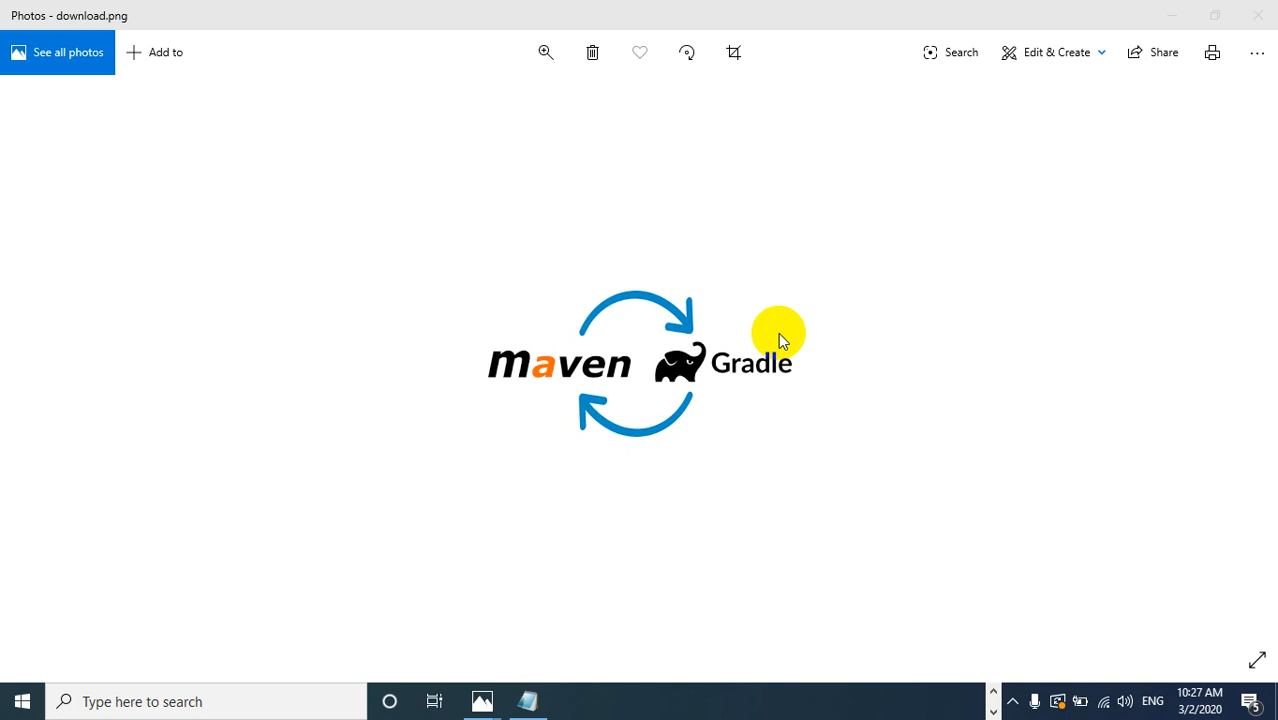 Photos - download.png
See all photos
Add to
Search
Edit & Create
Share
maven
Gradle
Type here to search
ENG
10:27 AM
3/2/2020
5